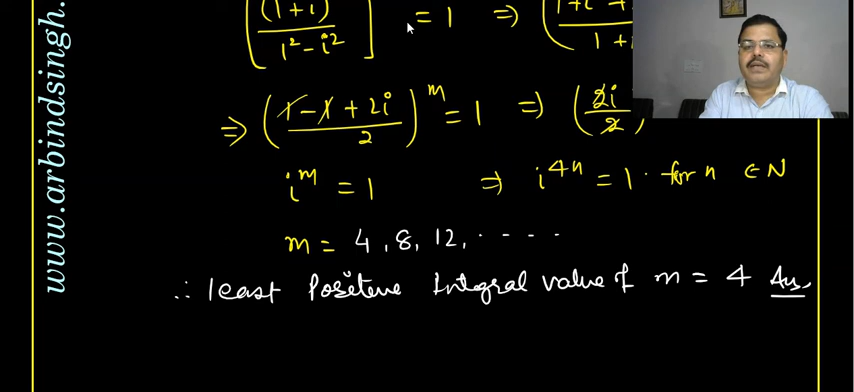 www.arbindsingh.
[(1+i)/(1²-i²)] = 1 ⇒ (1+i
1+i
⇒ ((1-1+2i)/2)^m = 1 ⇒ (2i/2)
i^m = 1 ⇒ i^4n = 1. for n ∈ N
m = 4, 8, 12, .....
∴ least Positive Integral value of m = 4 Ans.